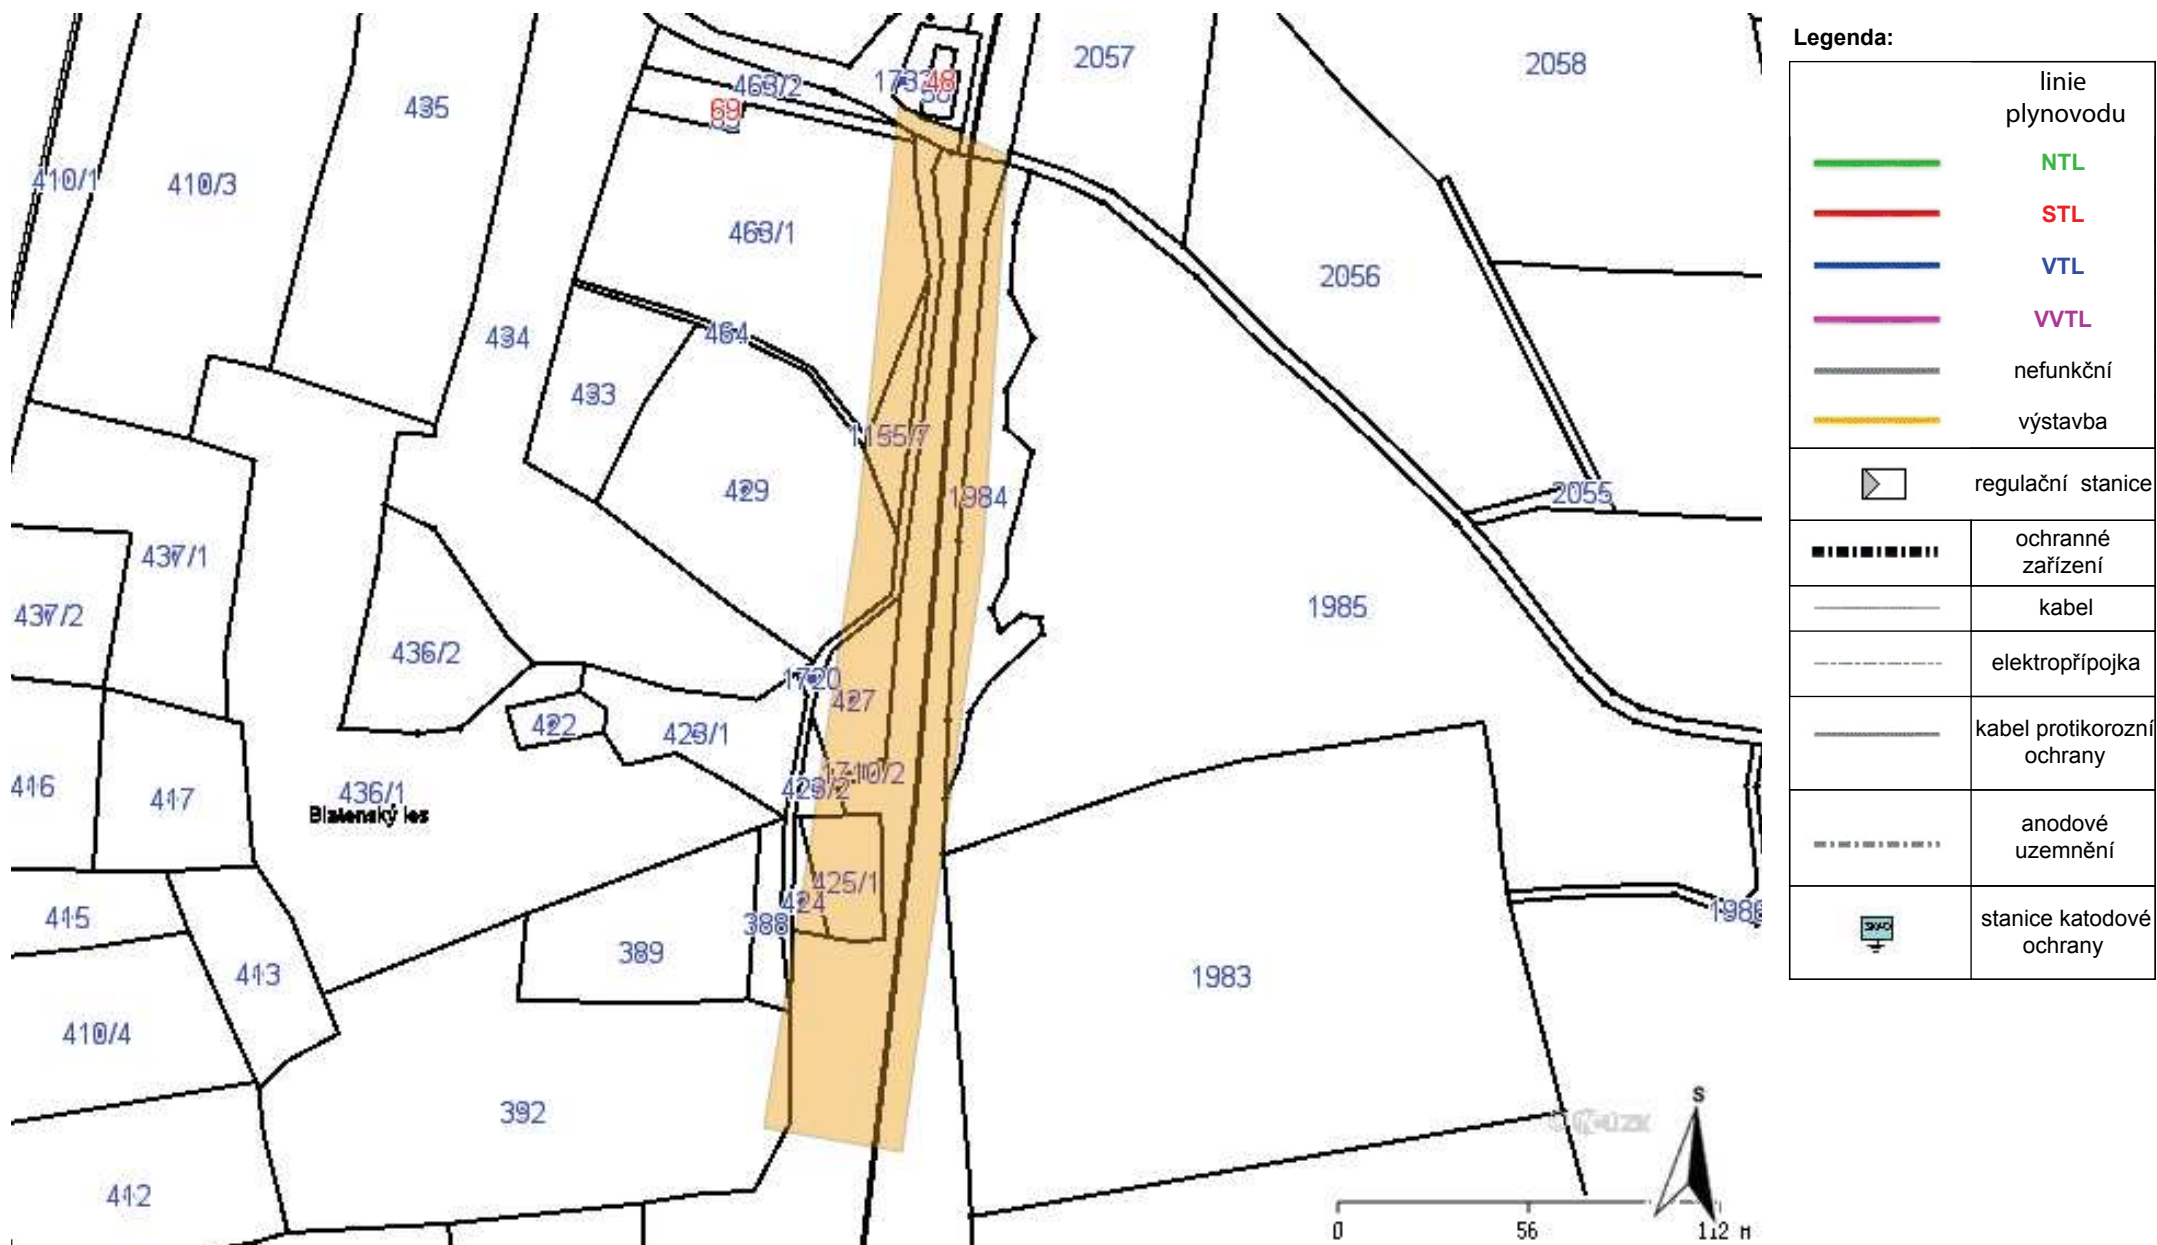 2057
2058
463/2
48
69
435
410/1
410/3
463/1
2056
434
464
433
1155/7
429
1984
2055
437/1
437/2
1985
436/2
1720
427
422
423/1
1710/2
423/2
416
417
436/1
Blatenský les
425/1
424
415
388
1986
389
413
1983
410/4
392
412
S
0
56
112 m
Legenda:
linie
plynovodu
NTL
STL
VTL
VVTL
nefunkční
výstavba
regulační stanice
ochranné
zařízení
kabel
elektropřípojka
kabel protikorozní
ochrany
anodové
uzemnění
stanice katodové
ochrany